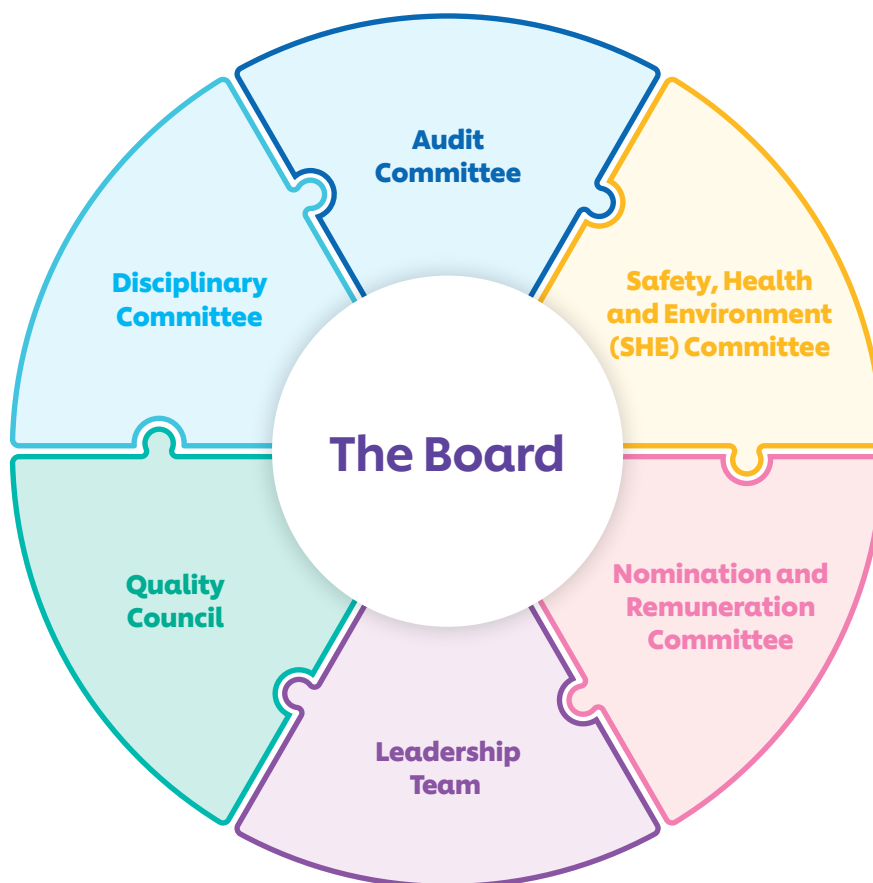 Audit
Committee
Safety, Health
and Environment
(SHE) Committee
Disciplinary
Committee
The Board
Nomination and
Remuneration
Committee
Quality
Council
Leadership
Team